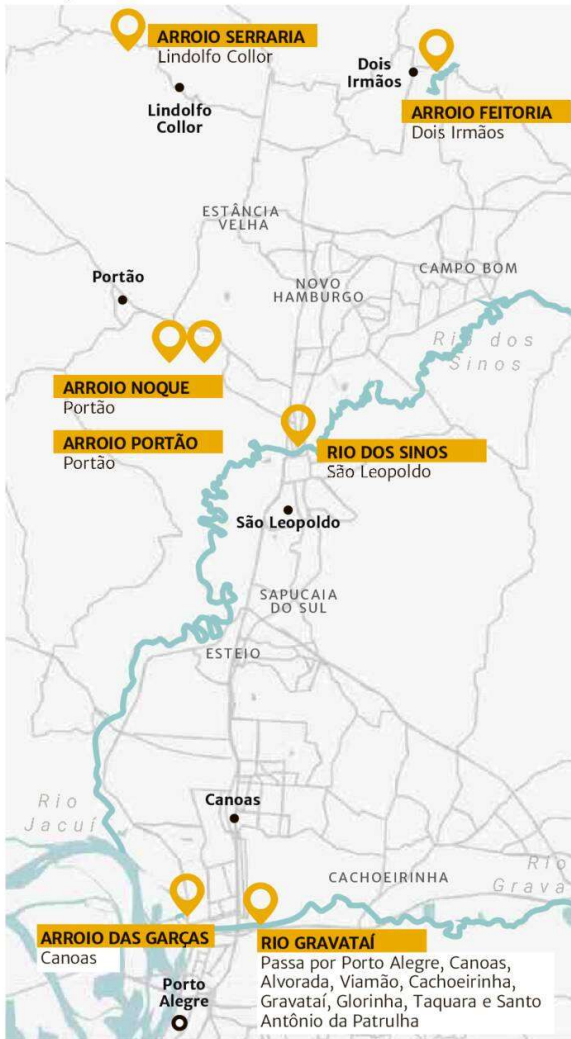 ARROIO SERRARIA
Lindolfo Collor
Dois
Irmãos
Lindolfo
Collor
ARROIO FEITORIA
Dois Irmãos
ESTÂNCIA
VELHA
CAMPO BOM
Portão
NOVO
HAMBURGO
Rio dos
Sinos
ARROIO NOQUE
Portão
ARROIO PORTÃO
Portão
RIO DOS SINOS
São Leopoldo
São Leopoldo
SAPUCAIA
DO SUL
ESTEIO
Rio
Jacuí
Canoas
CACHOEIRINHA
Rio
Grava
ARROIO DAS GARÇAS
Canoas
RIO GRAVATAÍ
Passa por Porto Alegre, Canoas,
Alvorada, Viamão, Cachoeirinha,
Gravataí, Glorinha, Taquara e Santo
Antônio da Patrulha
Porto
Alegre